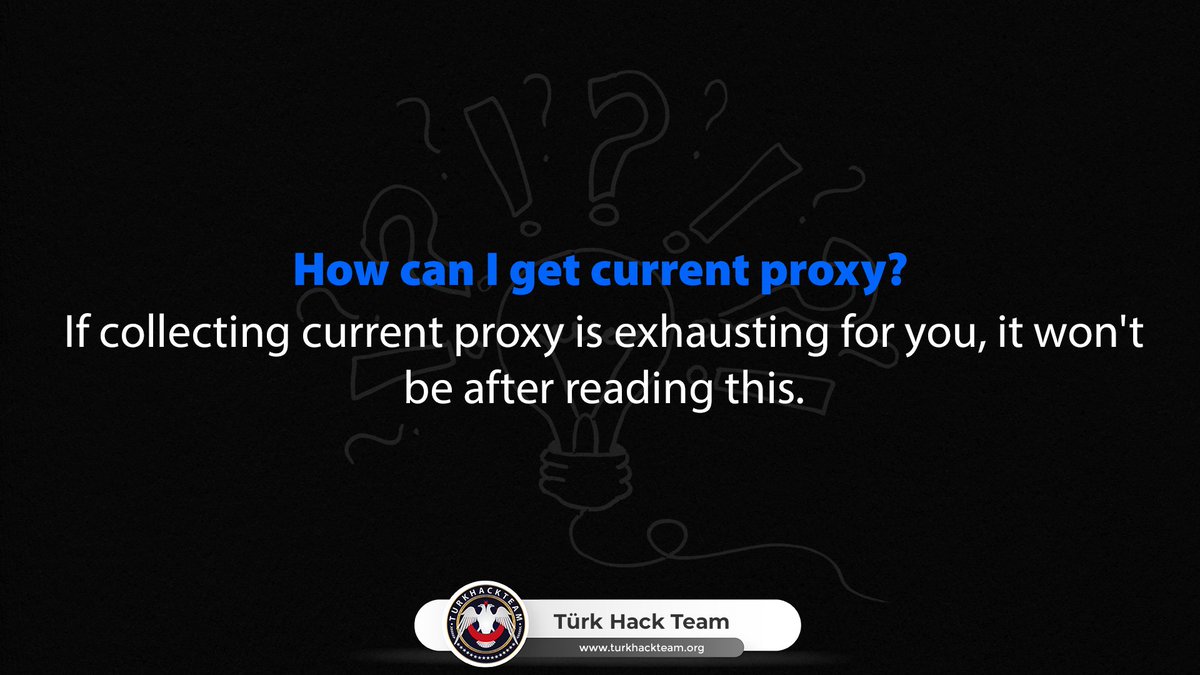 How can I get current proxy?
If collecting current proxy is exhausting for you, it won't
be after reading this.
TURKHACKTEAM
Türk Hack Team
www.turkhackteam.org